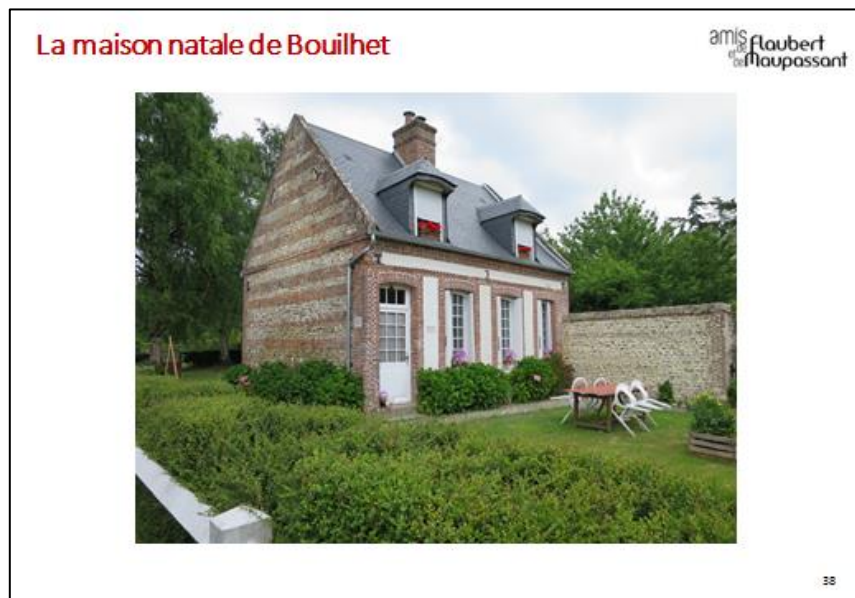 La maison natale de Bouilhet
amis
de Flaubert
et
de Maupassant
38